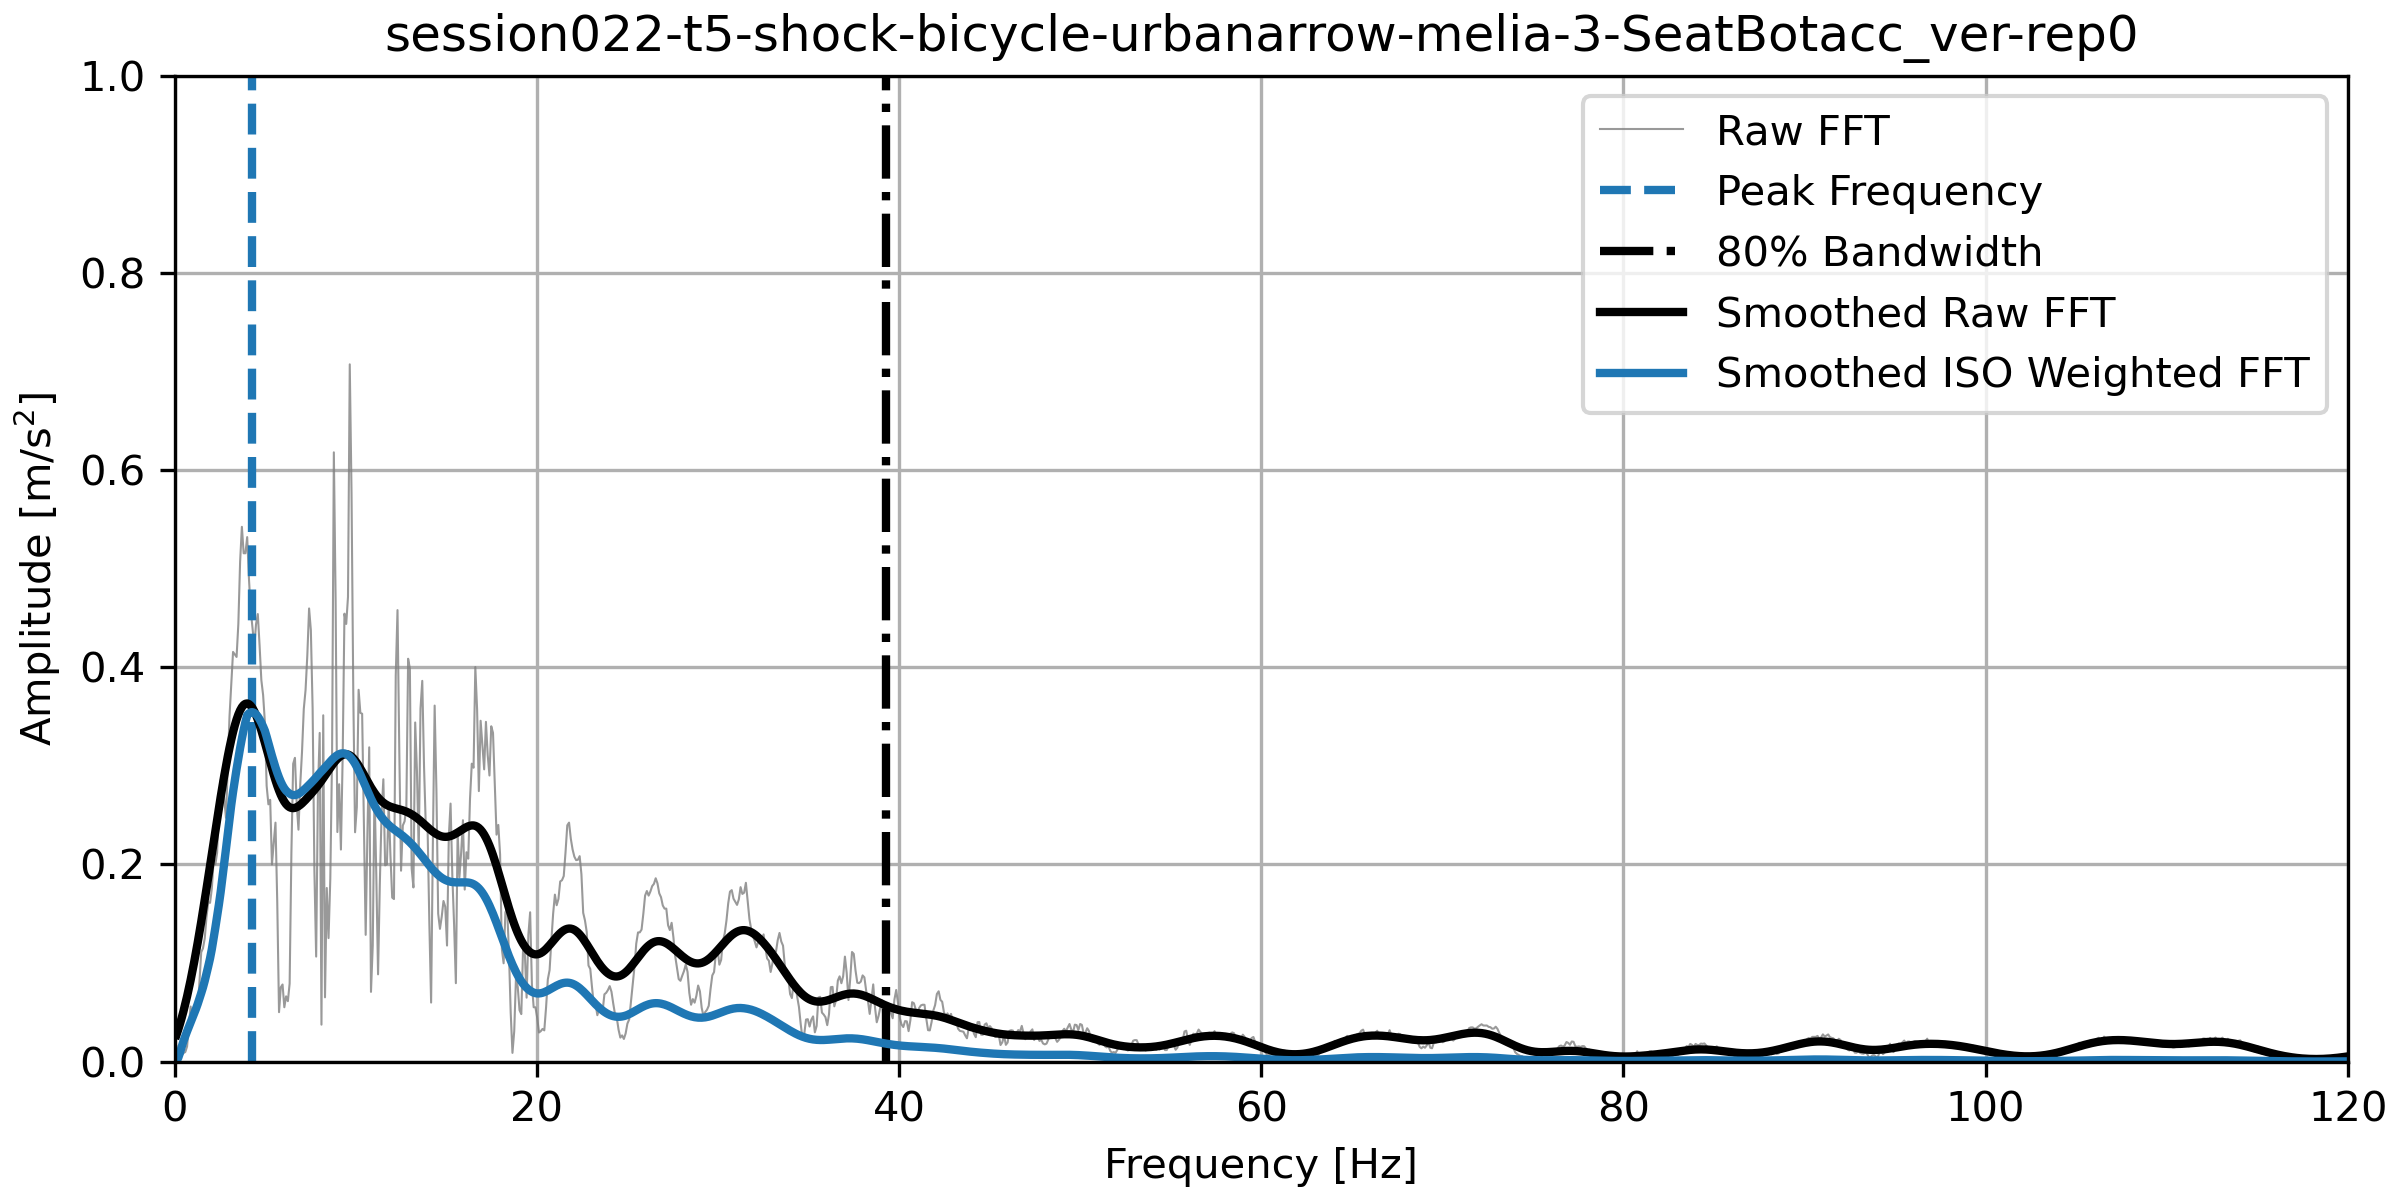 session022-t5-shock-bicycle-urbanarrow-melia-3-SeatBotacc_ver-rep0
1.0
0.8
0.6
0.4
0.2
0.0
Amplitude [m/s²]
Raw FFT
Peak Frequency
80% Bandwidth
Smoothed Raw FFT
Smoothed ISO Weighted FFT
0 20 40 60 80 100 120
Frequency [Hz]